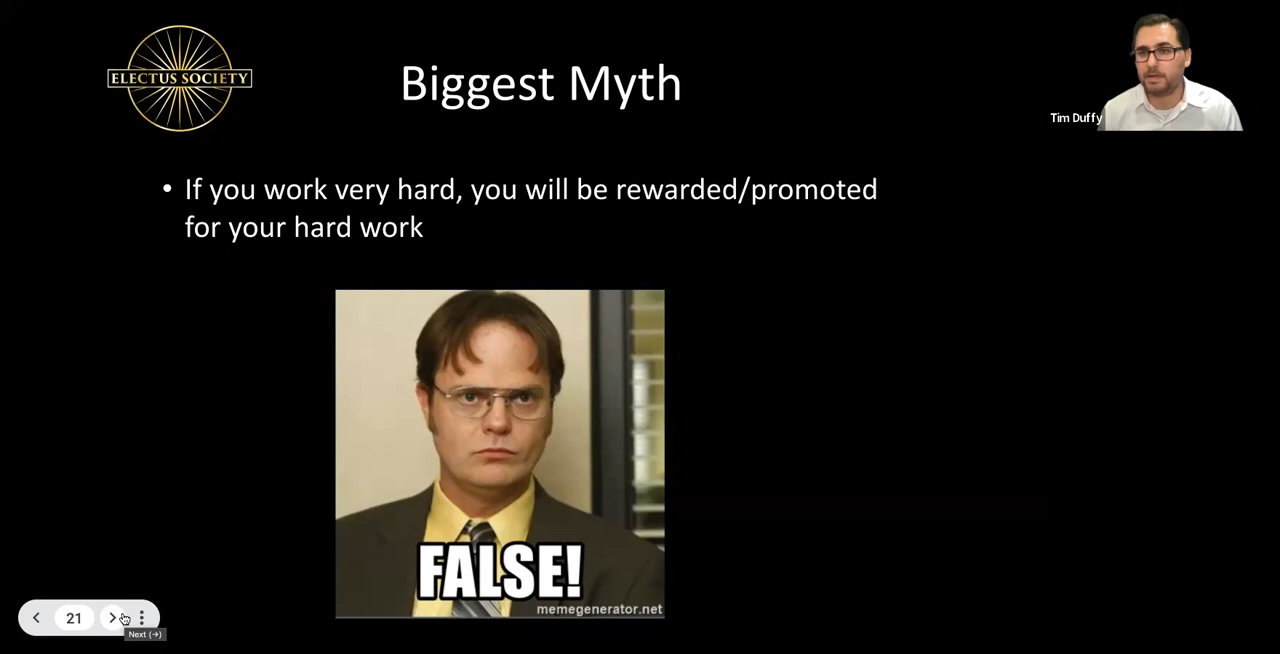 ELECTUS SOCIETY
Biggest Myth
Tim Duffy
• If you work very hard, you will be rewarded/promoted
for your hard work
FALSE!
memegenerator.net
21
Next (→)